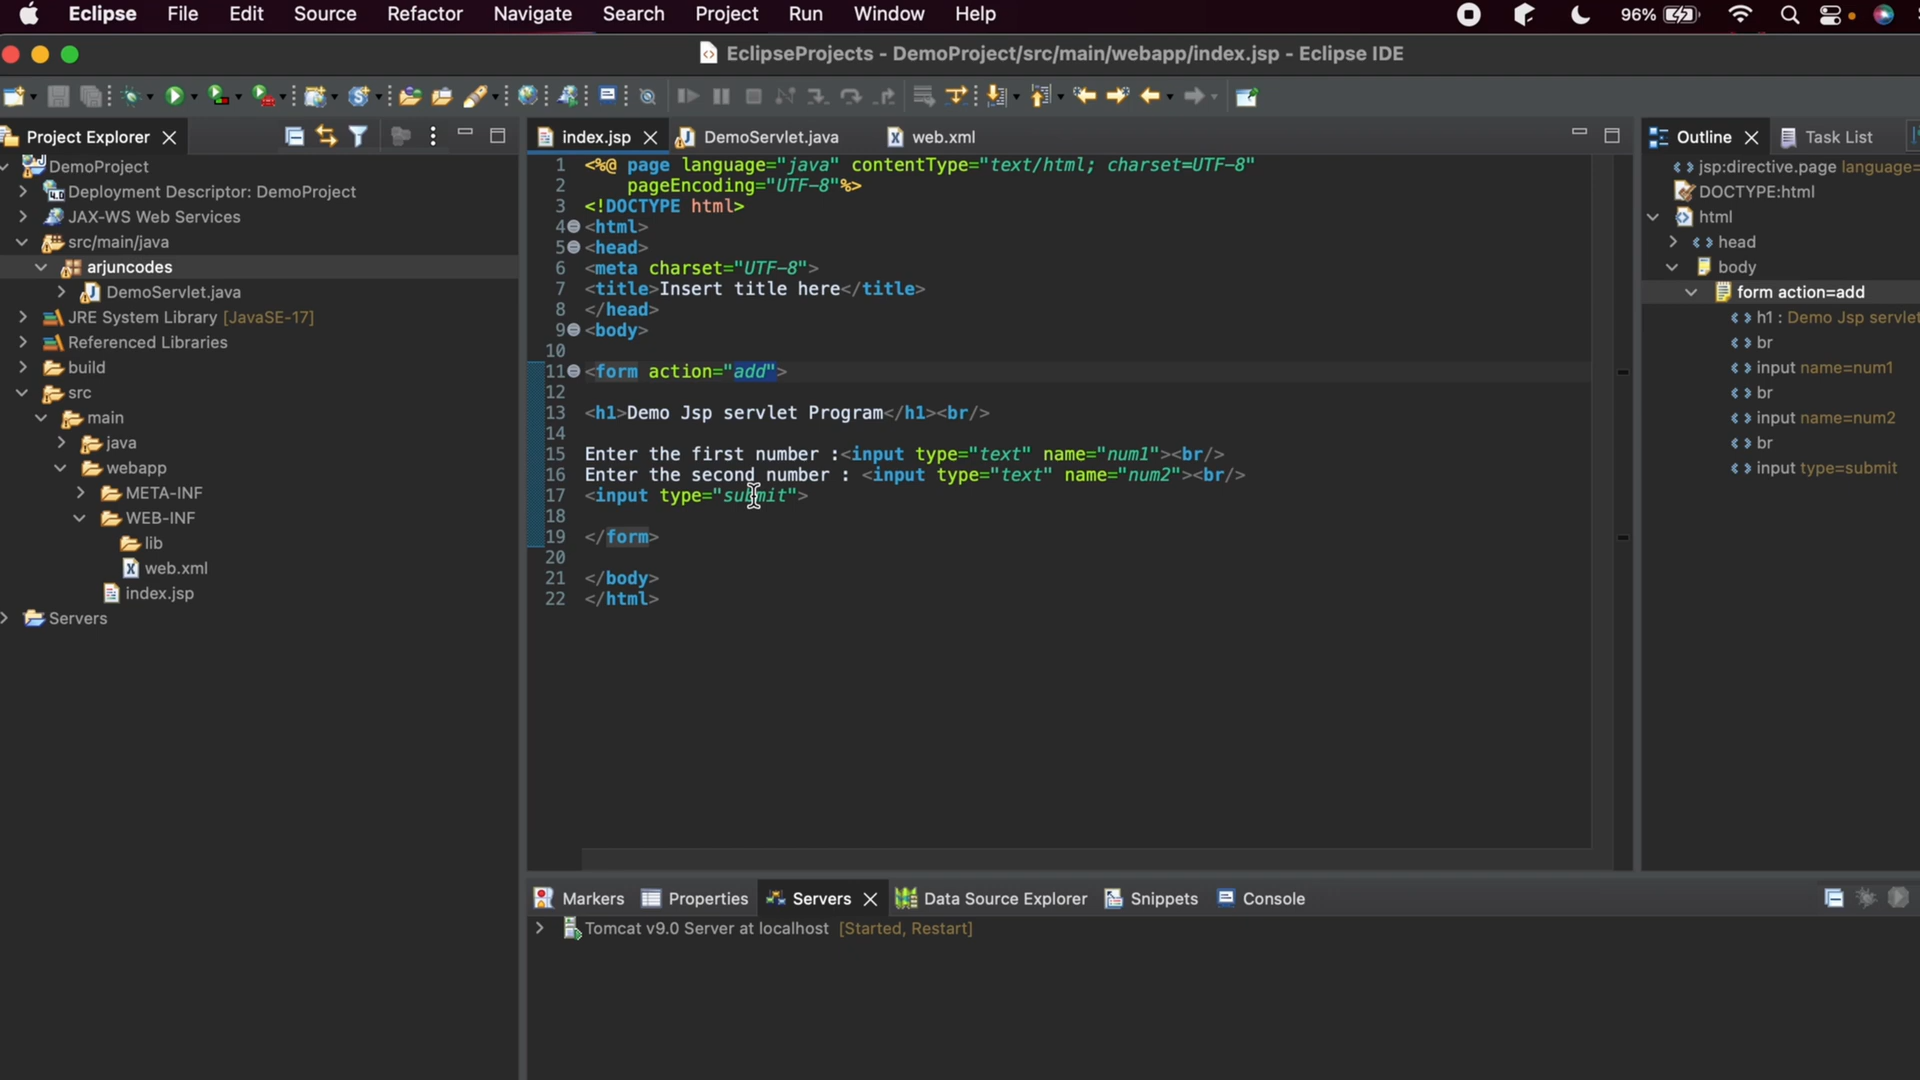 Eclipse File Edit Source Refactor Navigate Search Project Run Window Help 96%
EclipseProjects - DemoProject/src/main/webapp/index.jsp - Eclipse IDE
Project Explorer
DemoProject
Deployment Descriptor: DemoProject
JAX-WS Web Services
src/main/java
arjuncodes
DemoServlet.java
JRE System Library [JavaSE-17]
Referenced Libraries
build
src
main
java
webapp
META-INF
WEB-INF
lib
web.xml
index.jsp
Servers
index.jsp DemoServlet.java web.xml
1 <%@ page language="java" contentType="text/html; charset=UTF-8"
2 pageEncoding="UTF-8"%>
3 <!DOCTYPE html>
4 <html>
5 <head>
6 <meta charset="UTF-8">
7 <title>Insert title here</title>
8 </head>
9 <body>
10
11 <form action="add">
12
13 <h1>Demo Jsp servlet Program</h1><br/>
14
15 Enter the first number :<input type="text" name="num1"><br/>
16 Enter the second number : <input type="text" name="num2"><br/>
17 <input type="submit">
18
19 </form>
20
21 </body>
22 </html>
Outline Task List
jsp:directive.page language=
DOCTYPE:html
html
head
body
form action=add
h1 : Demo Jsp servlet
br
input name=num1
br
input name=num2
br
input type=submit
Markers Properties Servers Data Source Explorer Snippets Console
Tomcat v9.0 Server at localhost [Started, Restart]